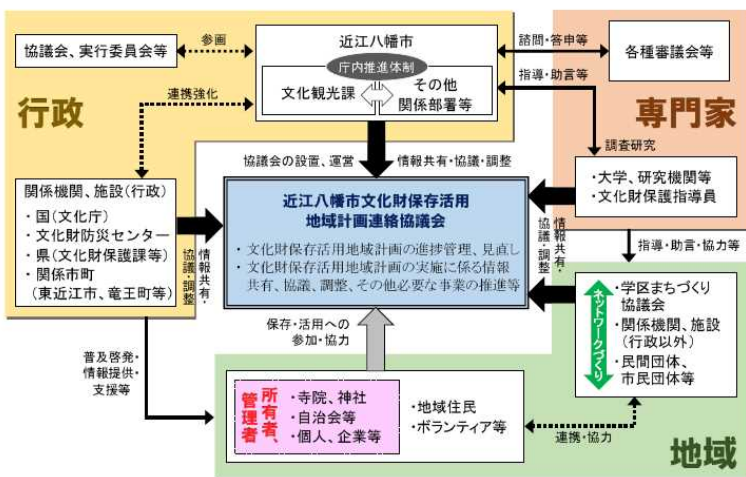 協議会、実行委員会等
参画
近江八幡市
庁内推進体制
文化観光課
その他
関係部署等
諮問・答申等
各種審議会等
指導・助言等
行政
連携強化
専門家
調査研究
協議会の設置、運営
情報共有・協議・調整
関係機関、施設(行政)
・国(文化庁)
・文化財防災センター
・県(文化財保護課等)
・関係市町
(東近江市、竜王町等)
情報共有・
協議・調整
近江八幡市文化財保存活用
地域計画連絡協議会
・文化財保存活用地域計画の進捗管理、見直し
・文化財保存活用地域計画の実施に係る情報
共有、協議、調整、その他必要な事業の推進等
・大学、研究機関等
・文化財保護指導員
情報共有・
協議・調整
指導・助言・協力等
保存・活用への
参加・協力
ネットワークづくり
・学区まちづくり
協議会
・関係機関、施設
(行政以外)
・民間団体、
市民団体等
普及啓発・
情報提供・
支援等
所有者、
管理者
・寺院、神社
・自治会等
・個人、企業等
・地域住民
・ボランティア等
連携・協力
地域